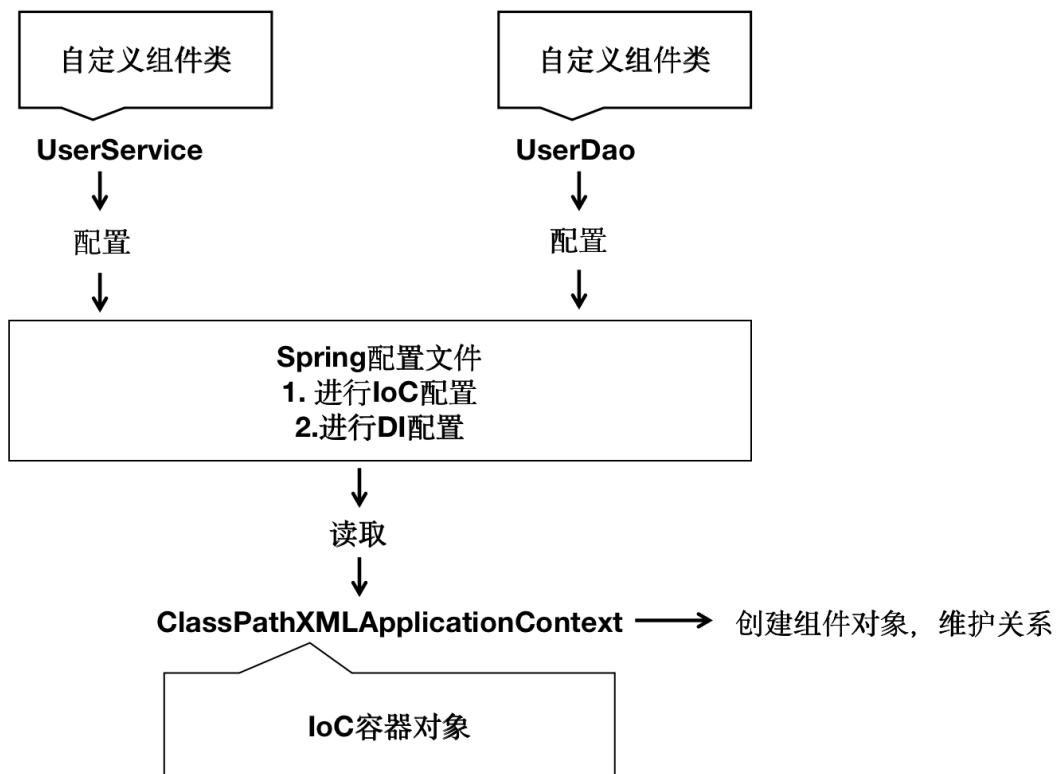 自定义组件类
自定义组件类
UserService
UserDao
配置
配置
Spring配置文件
1. 进行IoC配置
2.进行DI配置
读取
ClassPathXMLApplicationContext
创建组件对象，维护关系
IoC容器对象